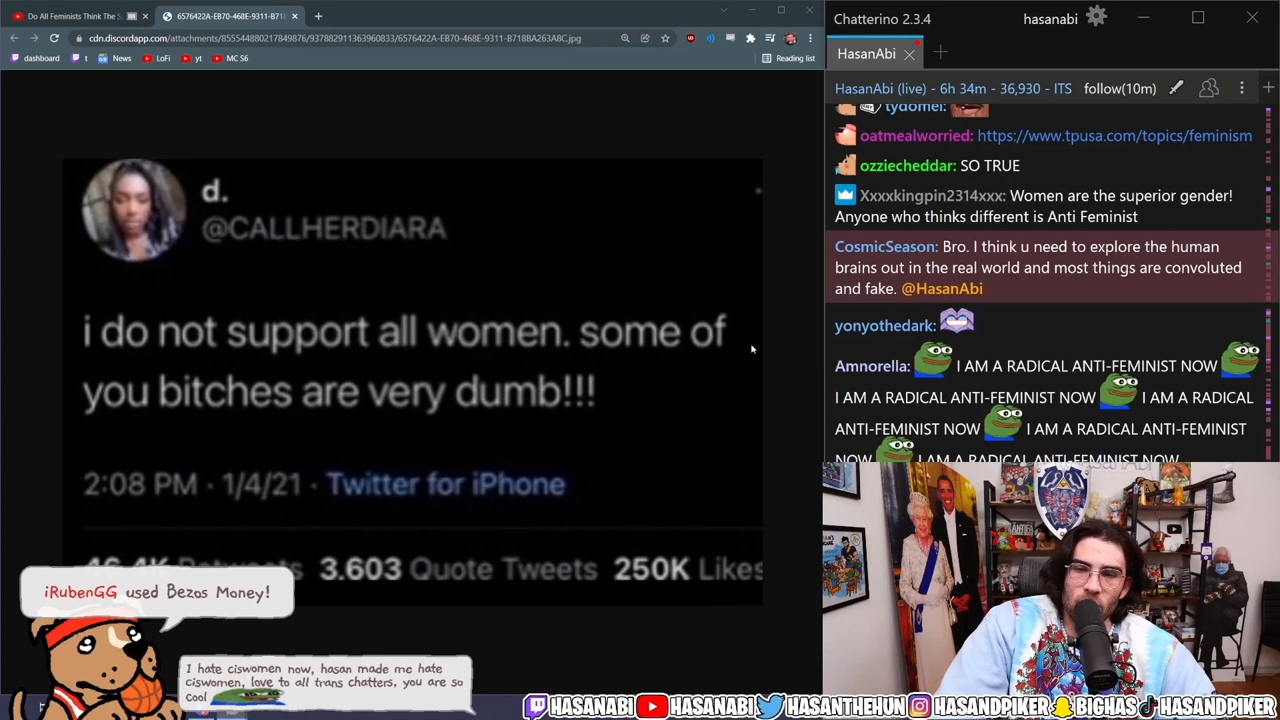 Do All Feminists Think The S
6576422A-EB70-468E-9311-B718
cdn.discordapp.com/attachments/855544880217849876/937882911363960833/6576422A-EB70-468E-9311-B718BA263A8C.jpg
dashboard
t
News
LoFi
yt
MC S6
Reading list
d.
@CALLHERDIARA
i do not support all women. some of
you bitches are very dumb!!!
2:08 PM · 1/4/21 · Twitter for iPhone
Retweets 3.603 Quote Tweets 250K Likes
iRubenGG used Bezos Money!
I hate ciswomen now, hasan made me hate
ciswomen, love to all trans chatters, you are so
cool
Chatterino 2.3.4
hasanabi
HasanAbi
HasanAbi (live) - 6h 34m - 36,930 - ITS
follow(10m)
tydomel:
oatmealworried: https://www.tpusa.com/topics/feminism
ozziecheddar: SO TRUE
Xxxxkingpin2314xxx: Women are the superior gender!
Anyone who thinks different is Anti Feminist
CosmicSeason: Bro. I think u need to explore the human
brains out in the real world and most things are convoluted
and fake. @HasanAbi
yonyothedark:
Amnorella: I AM A RADICAL ANTI-FEMINIST NOW
I AM A RADICAL ANTI-FEMINIST NOW I AM A RADICAL
ANTI-FEMINIST NOW I AM A RADICAL ANTI-FEMINIST
NOW I AM A RADICAL ANTI-FEMINIST NOW
HASANABI HASANABI HASANTHEHUN HASANDPIKER BIGHAS HASANDPIKER